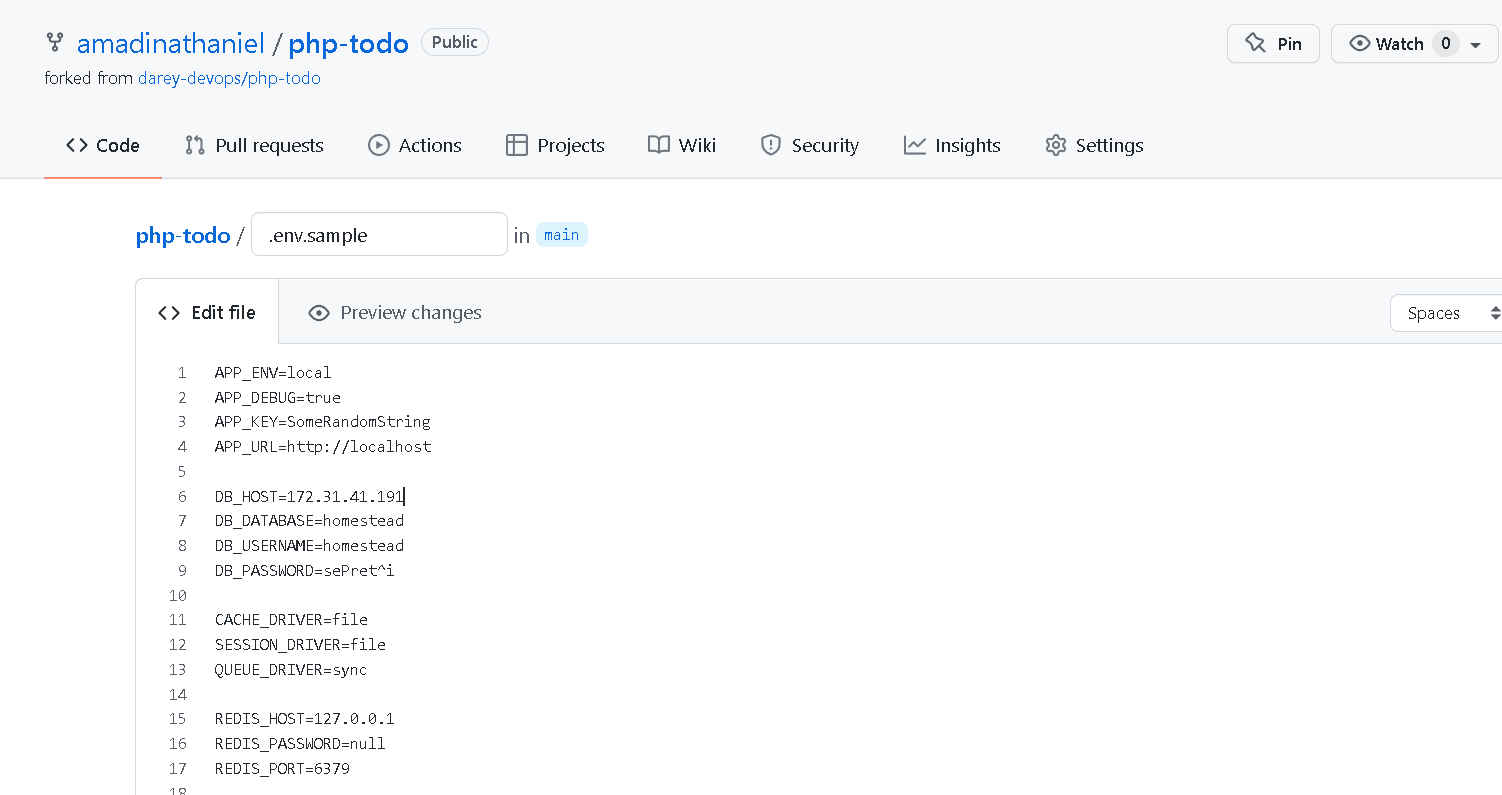 amadinathaniel / php-todo Public
Pin
Watch 0
forked from darey-devops/php-todo
Code
Pull requests
Actions
Projects
Wiki
Security
Insights
Settings
php-todo / .env.sample in main
Edit file
Preview changes
Spaces
1 APP_ENV=local
2 APP_DEBUG=true
3 APP_KEY=SomeRandomString
4 APP_URL=http://localhost
5
6 DB_HOST=172.31.41.191
7 DB_DATABASE=homestead
8 DB_USERNAME=homestead
9 DB_PASSWORD=sePret^i
10
11 CACHE_DRIVER=file
12 SESSION_DRIVER=file
13 QUEUE_DRIVER=sync
14
15 REDIS_HOST=127.0.0.1
16 REDIS_PASSWORD=null
17 REDIS_PORT=6379
18